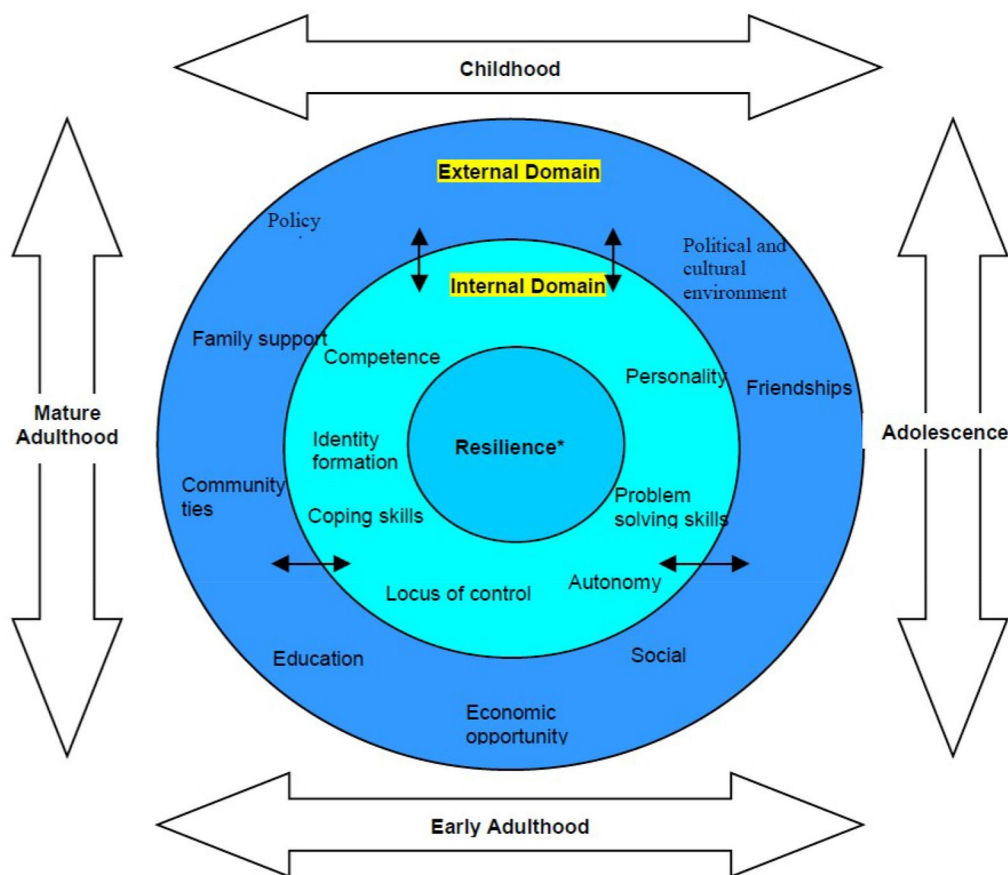 Childhood
External Domain
Policy
Political and
cultural
environment
Internal Domain
Family support
Competence
Personality
Friendships
Mature
Adulthood
Identity
formation
Resilience*
Adolescence
Community
ties
Coping skills
Problem
solving skills
Locus of control
Autonomy
Education
Social
Economic
opportunity
Early Adulthood